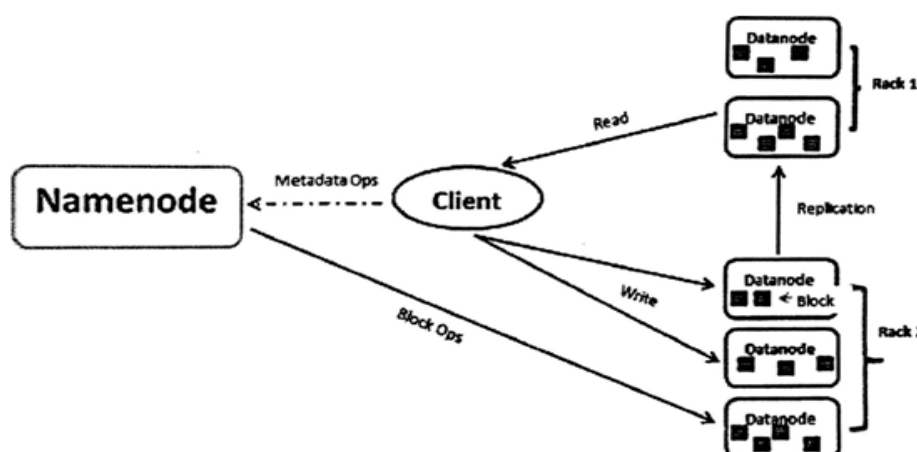 Datanode
Rack 1
Datanode
Read
Metadata Ops
Namenode
Client
Replication
Datanode
Block
Write
Block Ops
Rack
Datanode
Datanode